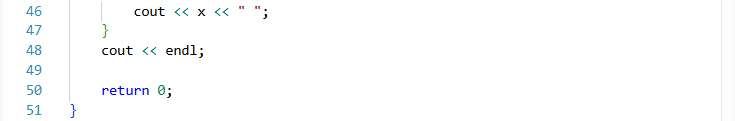 46 cout << x << " ";
47 }
48 cout << endl;
49
50 return 0;
51 }